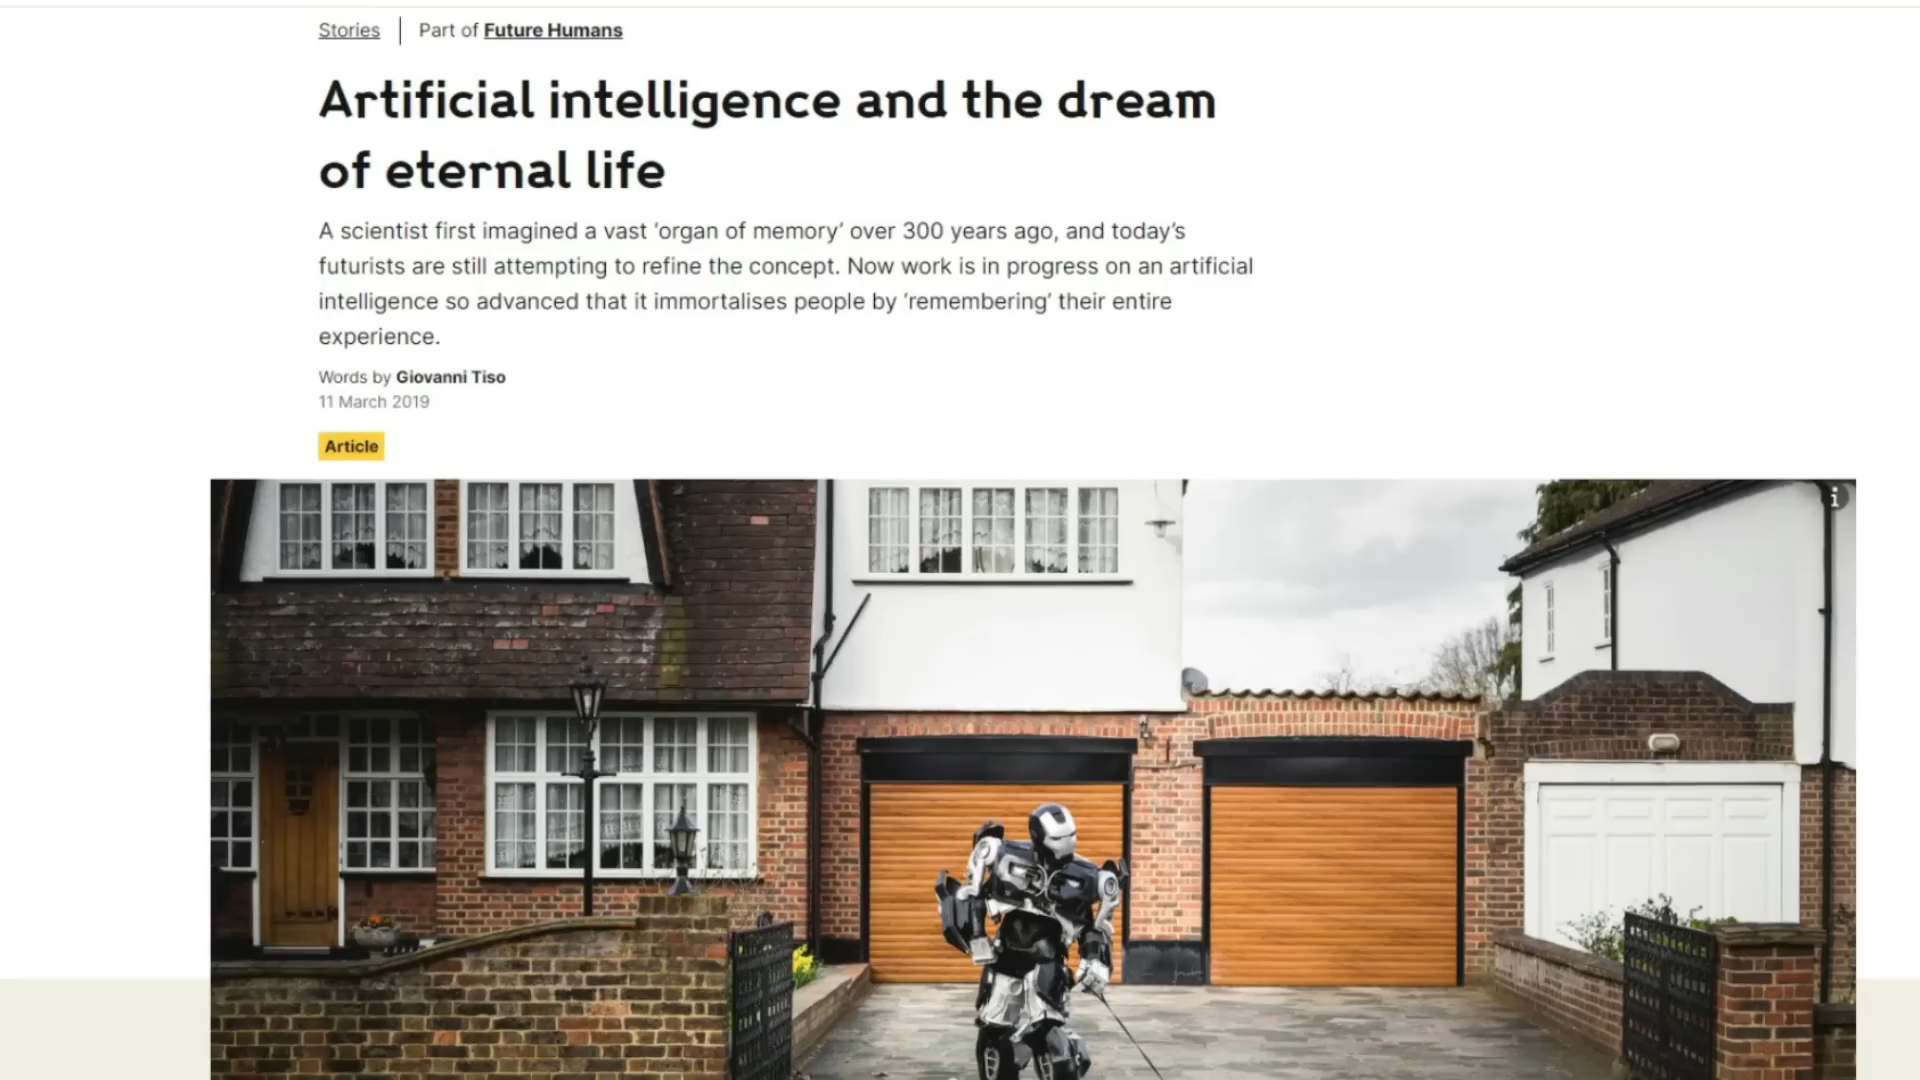 Stories | Part of Future Humans
Artificial intelligence and the dream
of eternal life
A scientist first imagined a vast ‘organ of memory’ over 300 years ago, and today’s
futurists are still attempting to refine the concept. Now work is in progress on an artificial
intelligence so advanced that it immortalises people by ‘remembering’ their entire
experience.
Words by Giovanni Tiso
11 March 2019
Article
i